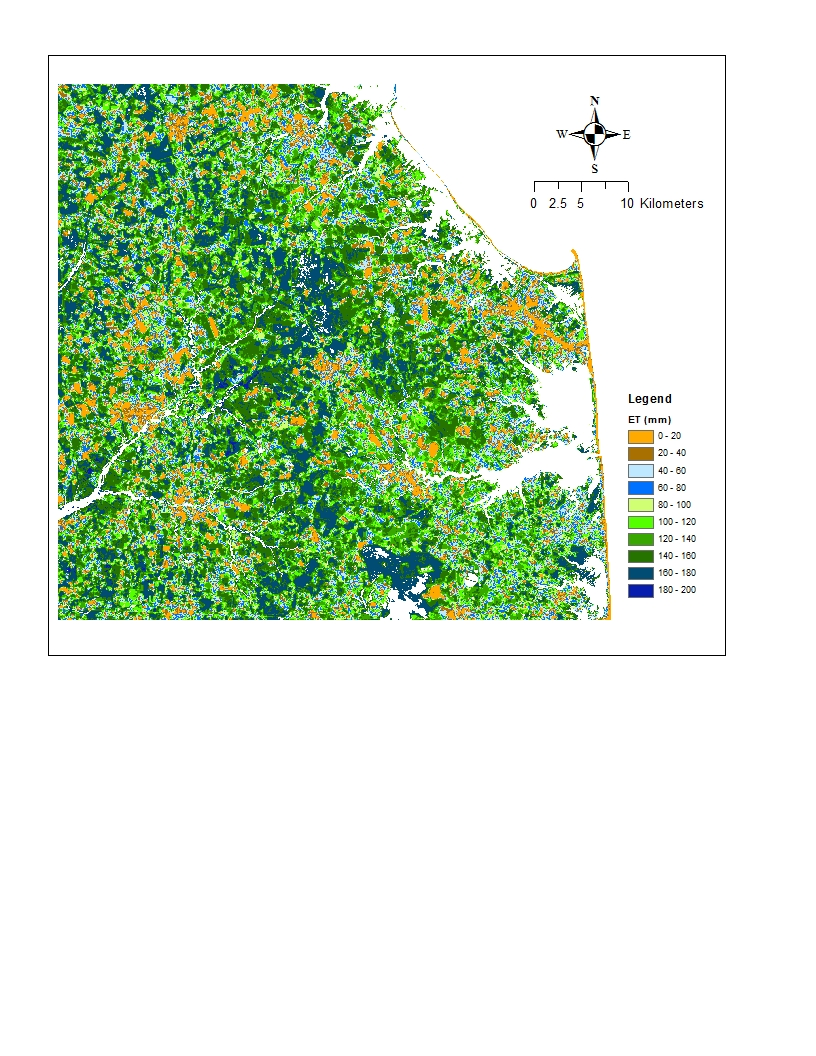 N
W E
S
0 2.5 5 10 Kilometers
Legend
ET (mm)
0 - 20
20 - 40
40 - 60
60 - 80
80 - 100
100 - 120
120 - 140
140 - 160
160 - 180
180 - 200